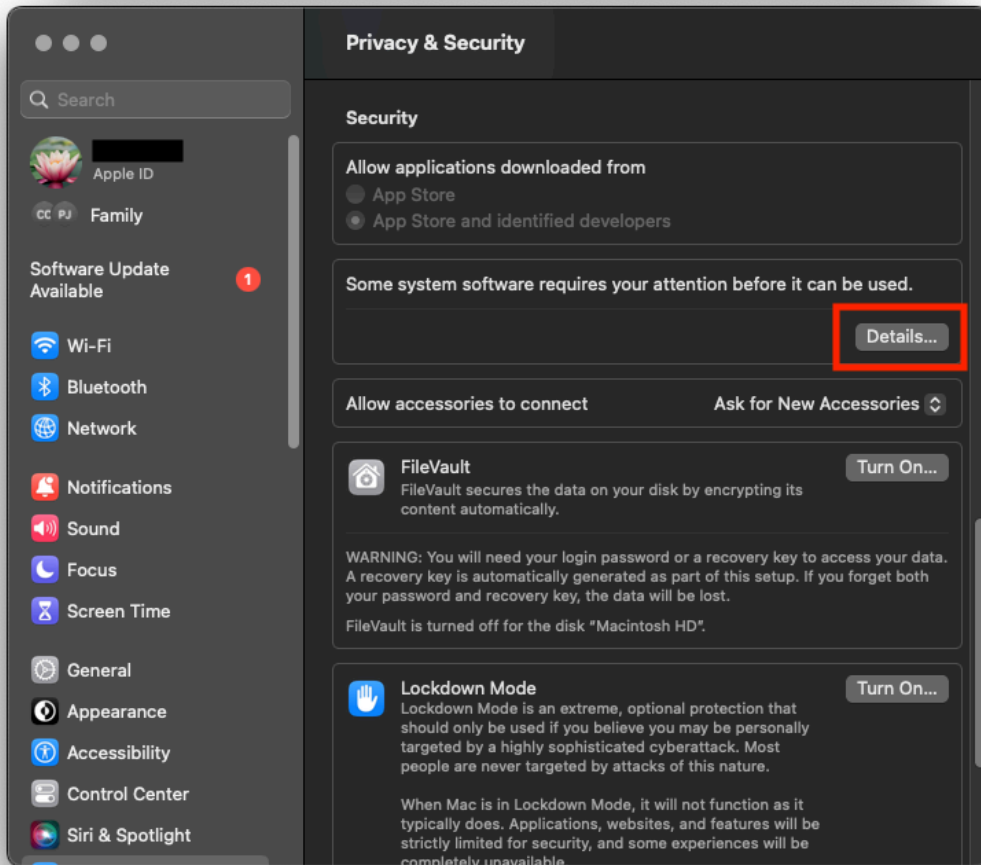 Privacy & Security
Search
Apple ID
CC PJ Family
Software Update
Available
1
Wi-Fi
Bluetooth
Network
Notifications
Sound
Focus
Screen Time
General
Appearance
Accessibility
Control Center
Siri & Spotlight
Security
Allow applications downloaded from
App Store
App Store and identified developers
Some system software requires your attention before it can be used.
Details...
Allow accessories to connect
Ask for New Accessories
FileVault
Turn On...
FileVault secures the data on your disk by encrypting its
content automatically.
WARNING: You will need your login password or a recovery key to access your data.
A recovery key is automatically generated as part of this setup. If you forget both
your password and recovery key, the data will be lost.
FileVault is turned off for the disk “Macintosh HD”.
Lockdown Mode
Turn On...
Lockdown Mode is an extreme, optional protection that
should only be used if you believe you may be personally
targeted by a highly sophisticated cyberattack. Most
people are never targeted by attacks of this nature.
When Mac is in Lockdown Mode, it will not function as it
typically does. Applications, websites, and features will be
strictly limited for security, and some experiences will be
completely unavailable.